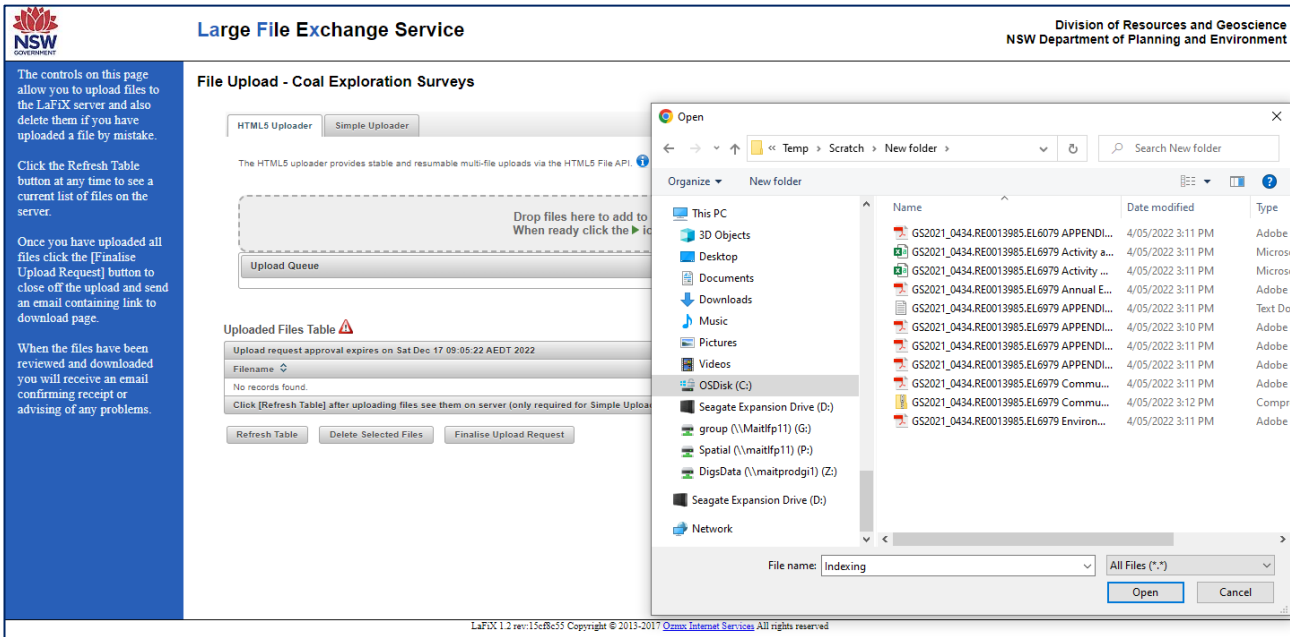 NSW
GOVERNMENT
Large File Exchange Service
Division of Resources and Geoscience
NSW Department of Planning and Environment
The controls on this page
allow you to upload files to
the LaFiX server and also
delete them if you have
uploaded a file by mistake.
Click the Refresh Table
button at any time to see a
current list of files on the
server.
Once you have uploaded all
files click the [Finalise
Upload Request] button to
close off the upload and send
an email containing link to
download page.
When the files have been
reviewed and downloaded
you will receive an email
confirming receipt or
advising of any problems.
File Upload - Coal Exploration Surveys
HTML5 Uploader Simple Uploader
The HTML5 uploader provides stable and resumable multi-file uploads via the HTML5 File API.
Drop files here to add to
When ready click the
Upload Queue
Uploaded Files Table
Upload request approval expires on Sat Dec 17 09:05:22 AEDT 2022
Filename
No records found.
Click [Refresh Table] after uploading files see them on server (only required for Simple Uploa
Refresh Table Delete Selected Files Finalise Upload Request
Open
« Temp › Scratch › New folder ›
Search New folder
Organize New folder
This PC
3D Objects
Desktop
Documents
Downloads
Music
Pictures
Videos
OSDisk (C:)
Seagate Expansion Drive (D:)
group (\\Maitlfp11) (G:)
Spatial (\\maitlfp11) (P:)
DigsData (\\maitprodgi1) (Z:)
Seagate Expansion Drive (D:)
Network
Name Date modified Type
GS2021_0434.RE0013985.EL6079 APPENDI... 4/05/2022 3:11 PM Adobe
GS2021_0434.RE0013985.EL6979 Activity a... 4/05/2022 3:11 PM Micros
GS2021_0434.RE0013985.EL6979 Activity ... 4/05/2022 3:11 PM Micros
GS2021_0434.RE0013985.EL6979 Annual E... 4/05/2022 3:11 PM Adobe
GS2021_0434.RE0013985.EL6979 APPENDI... 4/05/2022 3:11 PM Text Do
GS2021_0434.RE0013985.EL6979 APPENDI... 4/05/2022 3:10 PM Adobe
GS2021_0434.RE0013985.EL6979 APPENDI... 4/05/2022 3:11 PM Adobe
GS2021_0434.RE0013985.EL6979 APPENDI... 4/05/2022 3:11 PM Adobe
GS2021_0434.RE0013985.EL6979 Commu... 4/05/2022 3:11 PM Adobe
GS2021_0434.RE0013985.EL6979 Commu... 4/05/2022 3:12 PM Compr
GS2021_0434.RE0013985.EL6979 Environ... 4/05/2022 3:11 PM Adobe
File name: Indexing All Files (*.*)
Open Cancel
LaFiX 1.2 rev:15cf8c55 Copyright © 2013-2017 Ozmx Internet Services All rights reserved